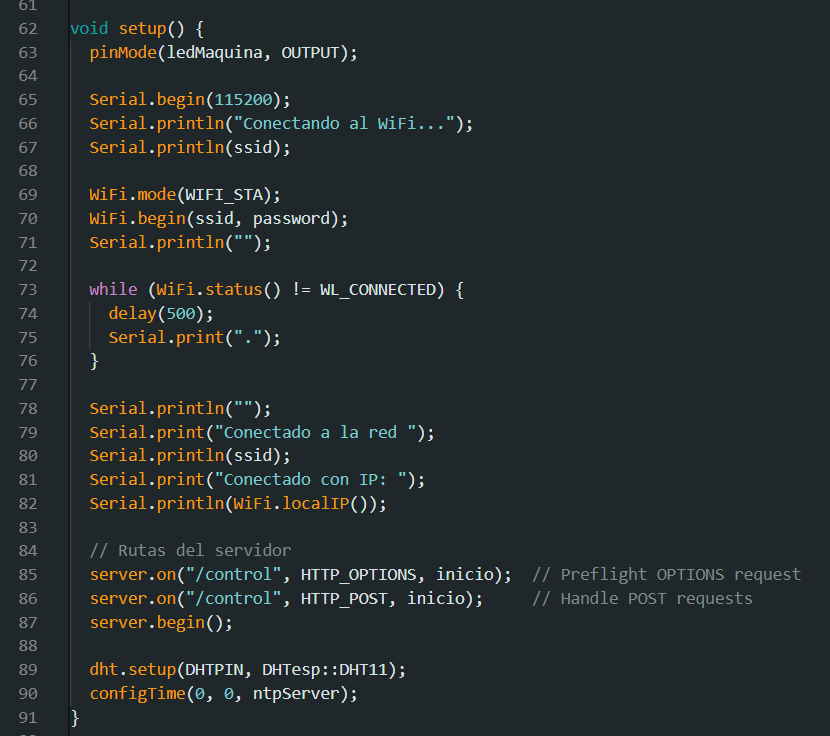 61
62 void setup() {
63   pinMode(ledMaquina, OUTPUT);
64
65   Serial.begin(115200);
66   Serial.println("Conectando al WiFi...");
67   Serial.println(ssid);
68
69   WiFi.mode(WIFI_STA);
70   WiFi.begin(ssid, password);
71   Serial.println("");
72
73   while (WiFi.status() != WL_CONNECTED) {
74     delay(500);
75     Serial.print(".");
76   }
77
78   Serial.println("");
79   Serial.print("Conectado a la red ");
80   Serial.println(ssid);
81   Serial.print("Conectado con IP: ");
82   Serial.println(WiFi.localIP());
83
84   // Rutas del servidor
85   server.on("/control", HTTP_OPTIONS, inicio);  // Preflight OPTIONS request
86   server.on("/control", HTTP_POST, inicio);     // Handle POST requests
87   server.begin();
88
89   dht.setup(DHTPIN, DHTesp::DHT11);
90   configTime(0, 0, ntpServer);
91 }